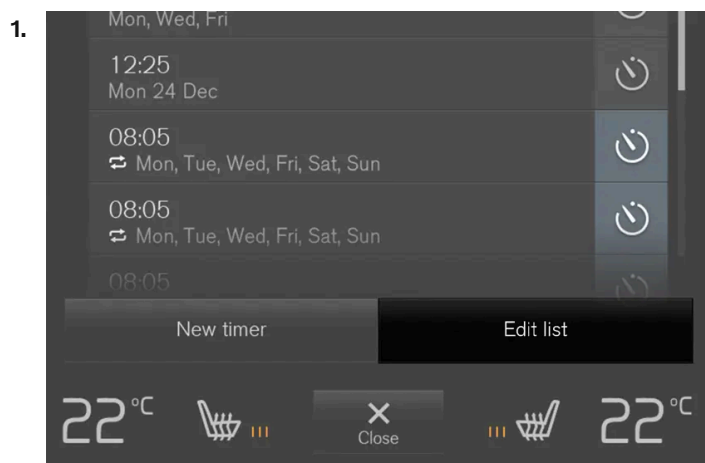 1.
Mon, Wed, Fri
12:25
Mon 24 Dec
08:05
Mon, Tue, Wed, Fri, Sat, Sun
08:05
Mon, Tue, Wed, Fri, Sat, Sun
08:05
New timer
Edit list
22°C
Close
22°C